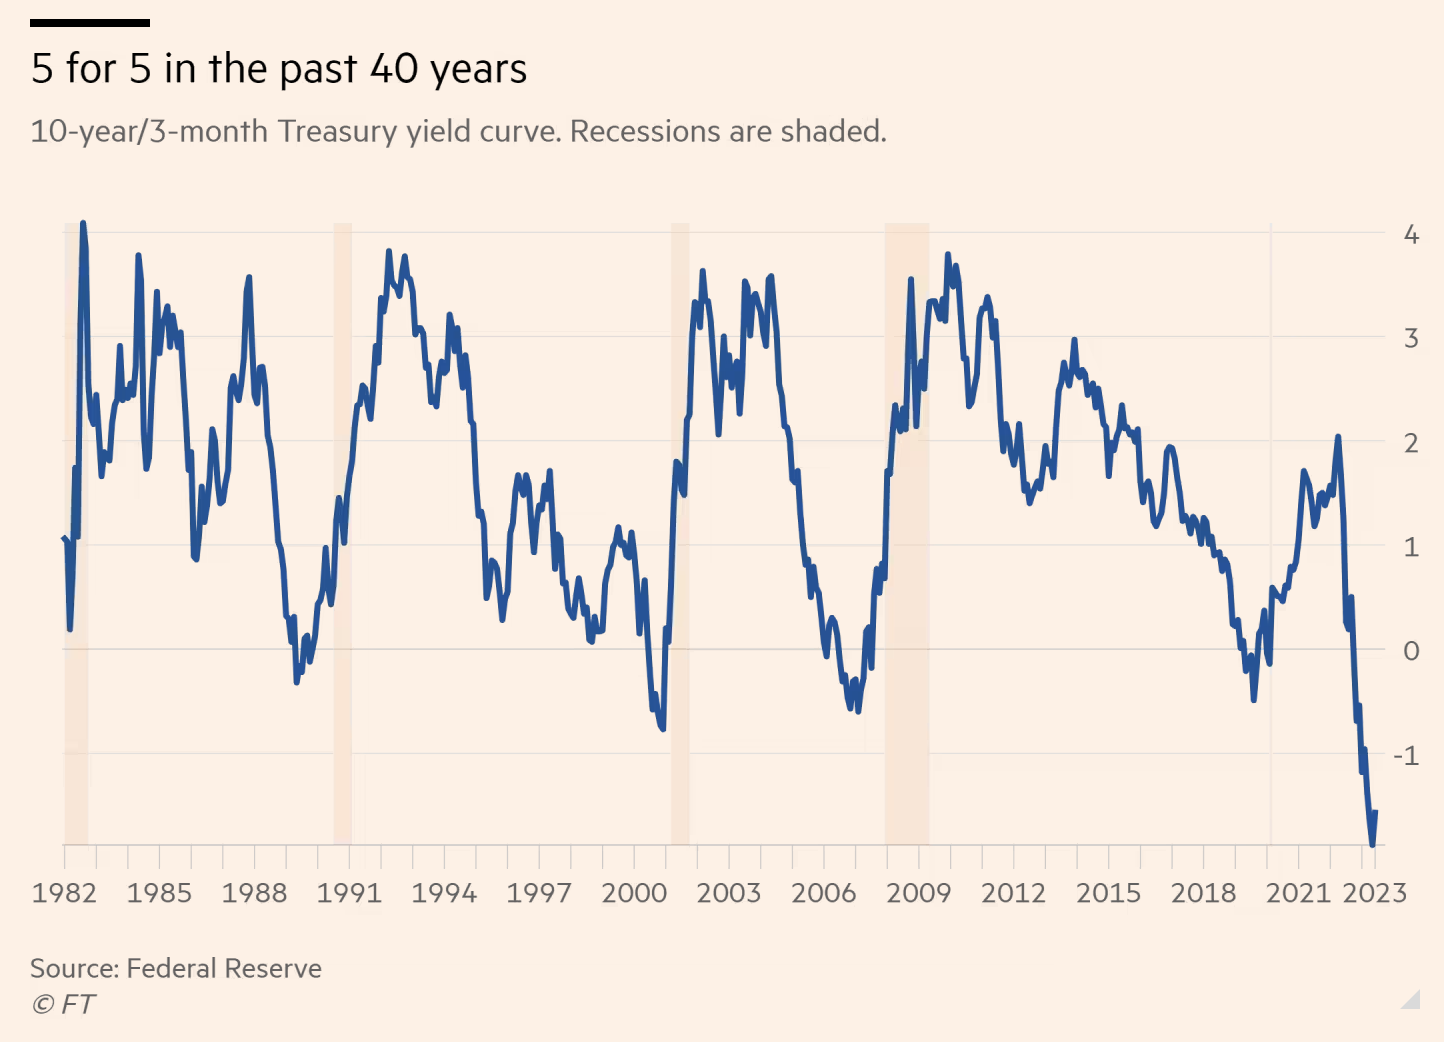 5 for 5 in the past 40 years
10-year/3-month Treasury yield curve. Recessions are shaded.
4
3
2
1
0
-1
1982 1985 1988 1991 1994 1997 2000 2003 2006 2009 2012 2015 2018 2021 2023
Source: Federal Reserve
© FT